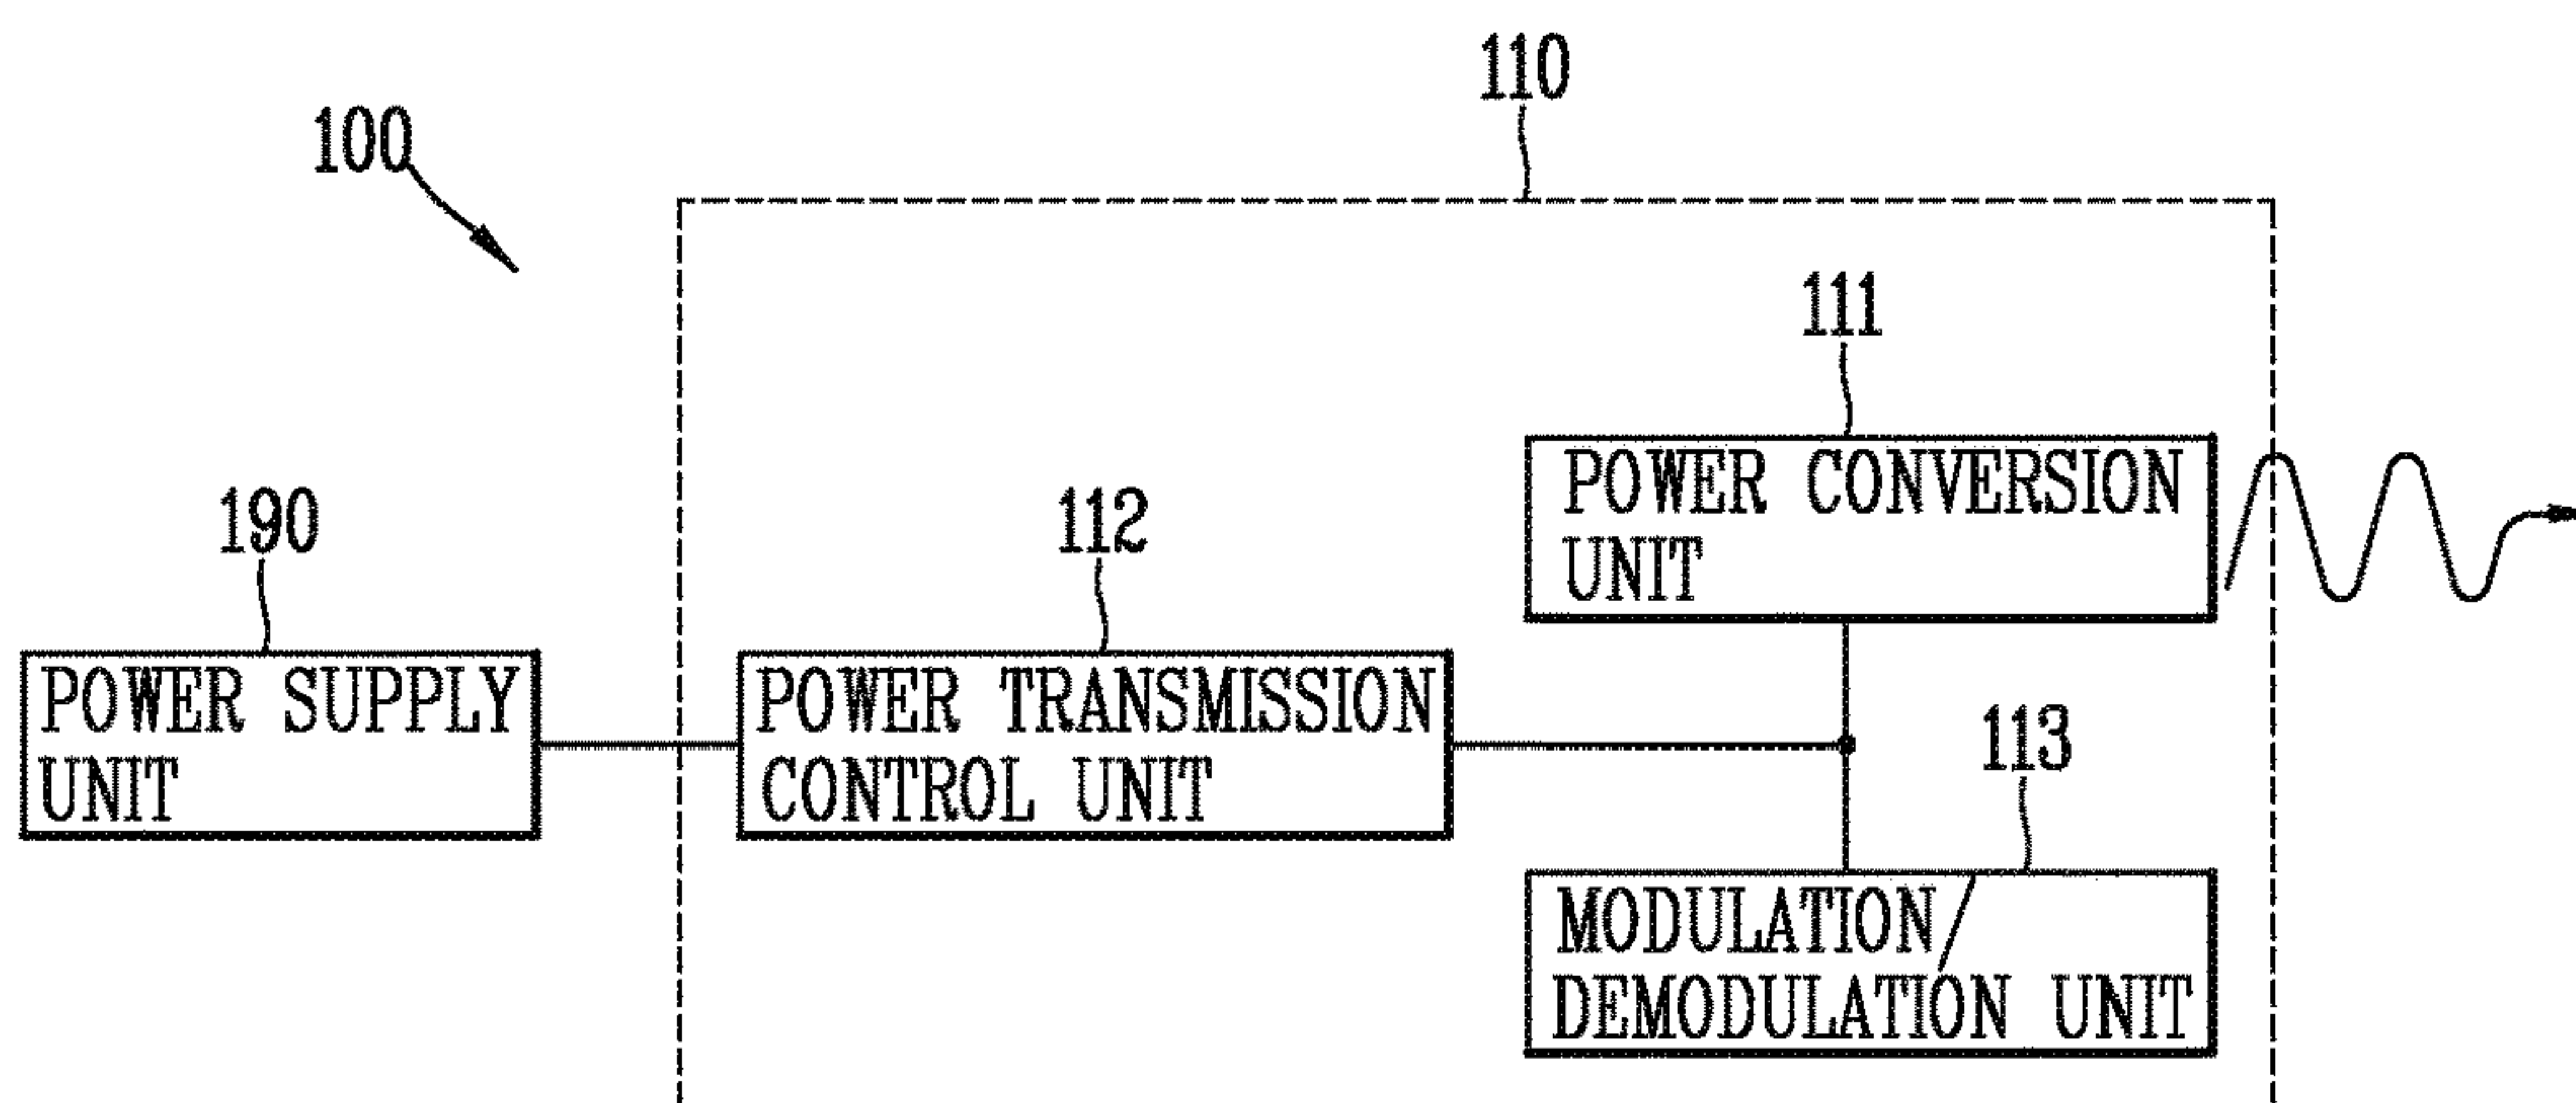 110
100
111
POWER CONVERSION
UNIT
190
112
POWER SUPPLY
UNIT
POWER TRANSMISSION
CONTROL UNIT
113
MODULATION/
DEMODULATION UNIT